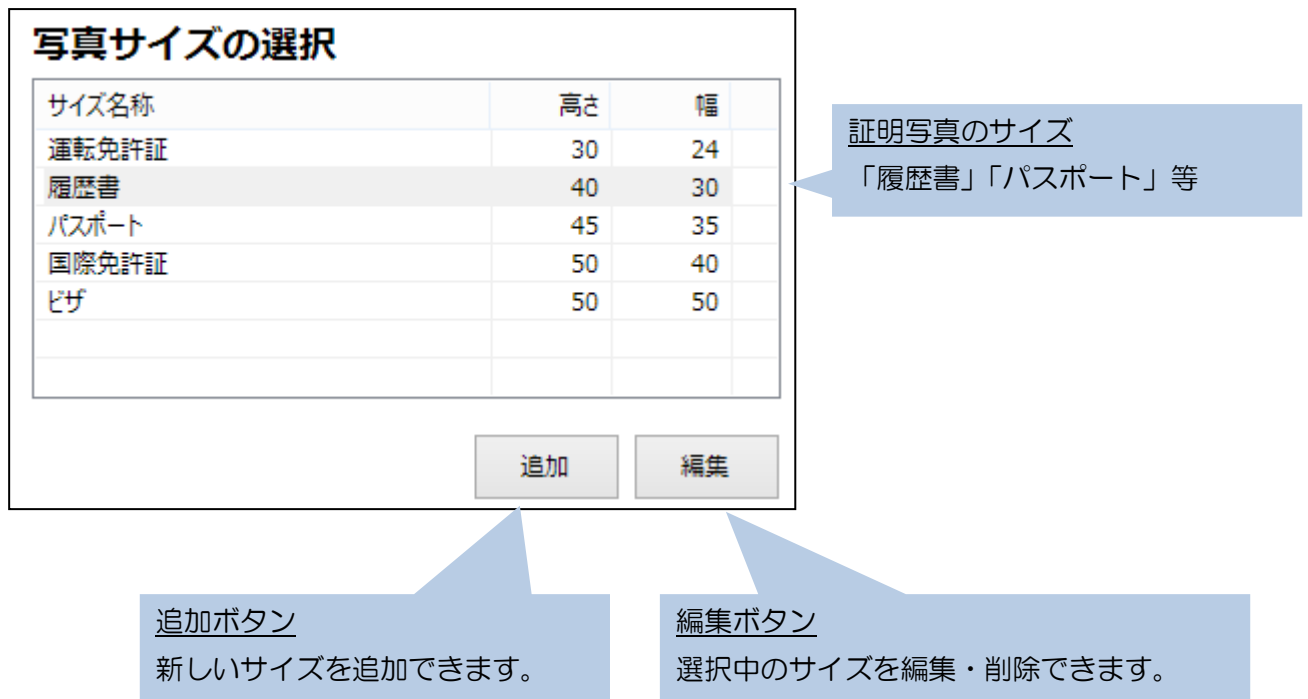 写真サイズの選択
サイズ名称 高さ 幅
運転免許証 30 24
履歴書 40 30
パスポート 45 35
国際免許証 50 40
ビザ 50 50
証明写真のサイズ
「履歴書」「パスポート」等
追加 編集
追加ボタン
新しいサイズを追加できます。
編集ボタン
選択中のサイズを編集・削除できます。